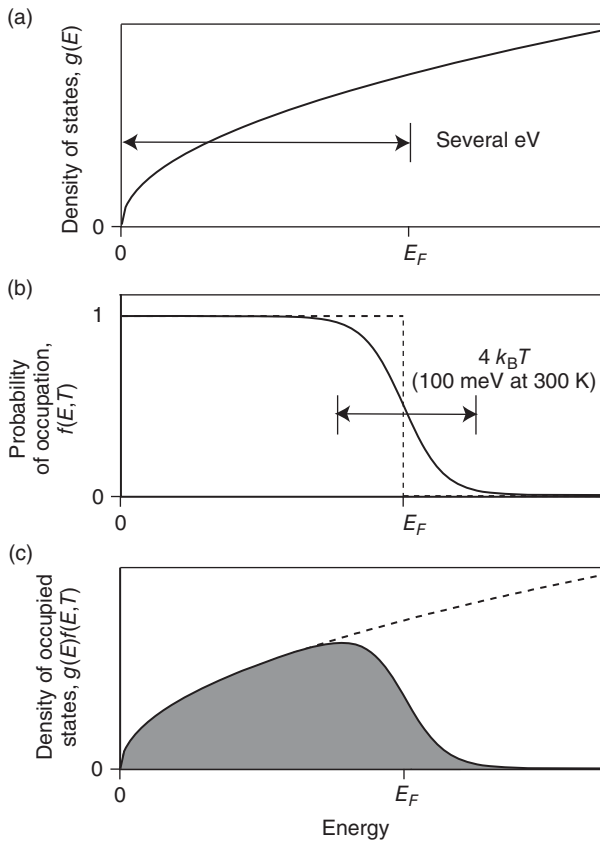 (a)
Density of states, g(E)
Several eV
0
0
E_F
(b)
1
Probability
of occupation,
f(E,T)
4 k_BT
(100 meV at 300 K)
0
0
E_F
(c)
Density of occupied
states, g(E)f(E,T)
0
0
E_F
Energy